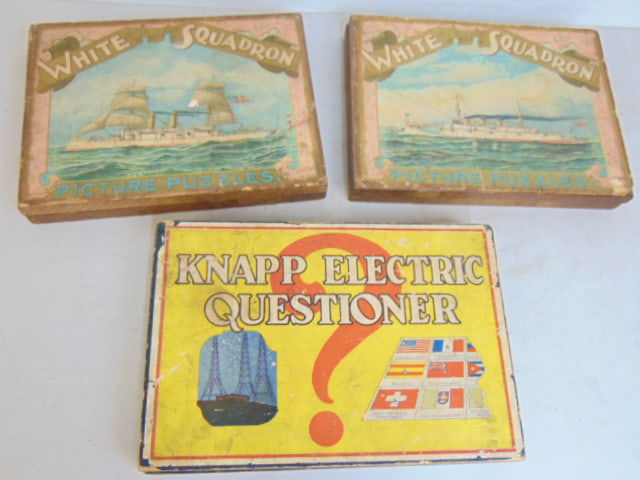 WHITE SQUADRON
PICTURE PUZZLES.
WHITE SQUADRON
PICTURE PUZZLES.
KNAPP ELECTRIC
QUESTIONER
?